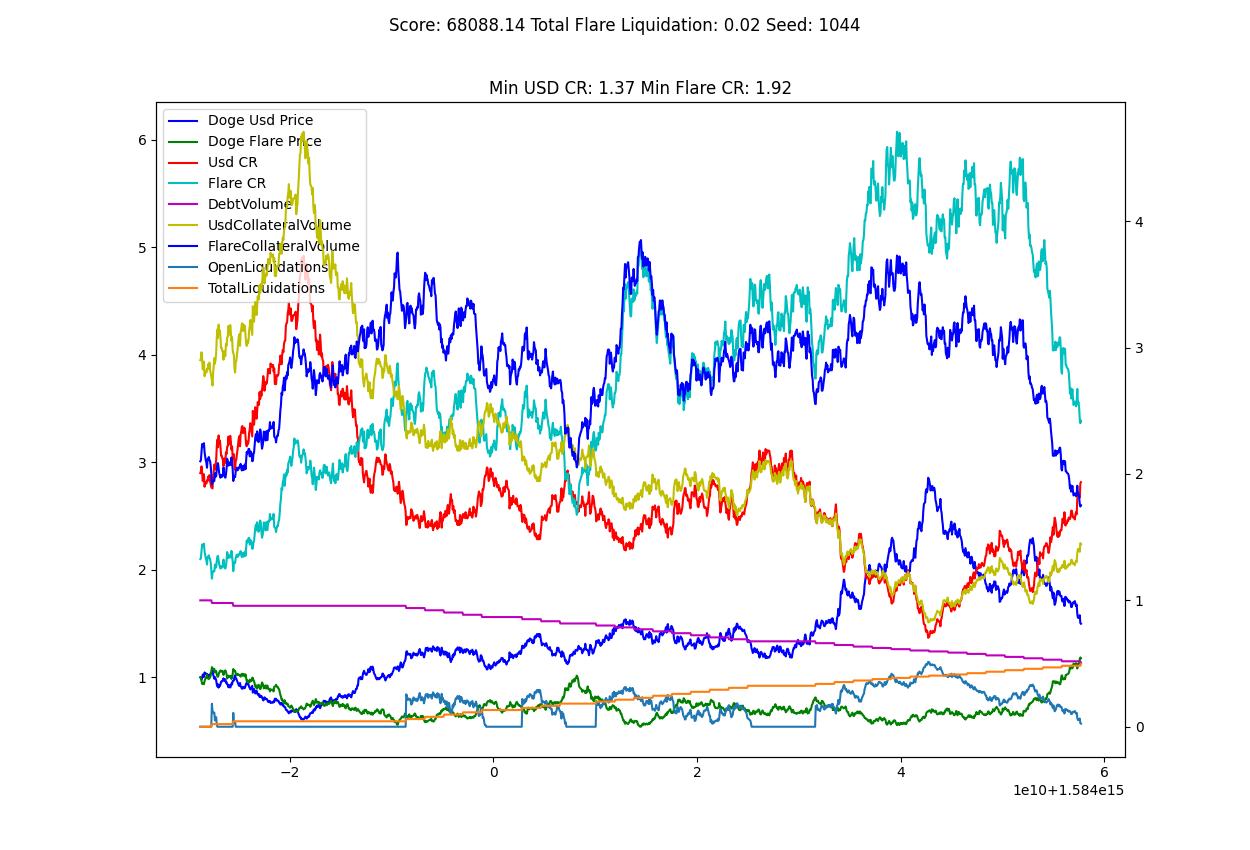 Score: 68088.14 Total Flare Liquidation: 0.02 Seed: 1044
Min USD CR: 1.37 Min Flare CR: 1.92
Doge Usd Price
Doge Flare Price
Usd CR
Flare CR
DebtVolume
UsdCollateralVolume
FlareCollateralVolume
OpenLiquidations
TotalLiquidations
6
5
4
3
2
1
4
3
2
1
0
−2
0
2
4
6
1e10+1.584e15